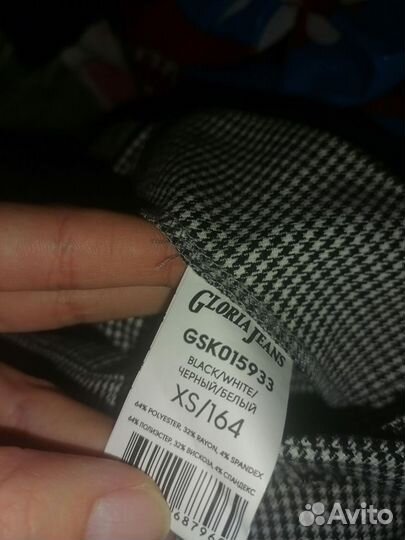 GLORIA JEANS
GSK015933
BLACK/WHITE/
ЧЕРНЫЙ/БЕЛЫЙ
XS/164
64% POLYESTER, 32% RAYON, 4% SPANDEX
64% ПОЛИЭСТЕР, 32% ВИСКОЗА, 4% СПАНДЕКС
Avito